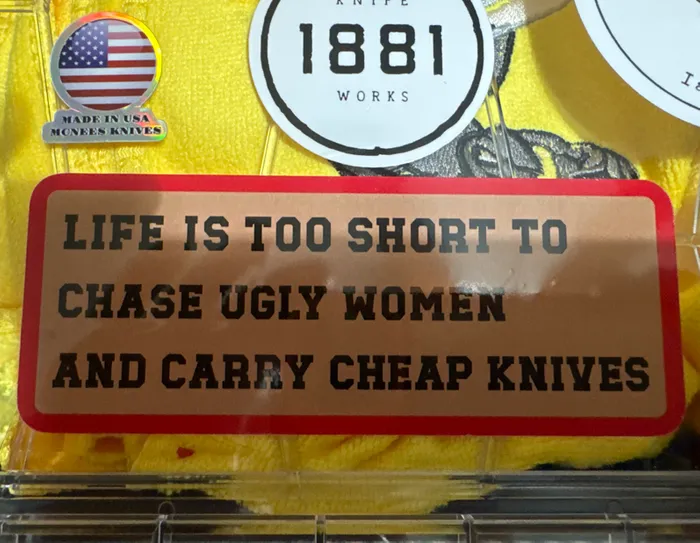 MADE IN USA
MCNEES KNIVES
KNIFE
1881
WORKS
LIFE IS TOO SHORT TO
CHASE UGLY WOMEN
AND CARRY CHEAP KNIVES